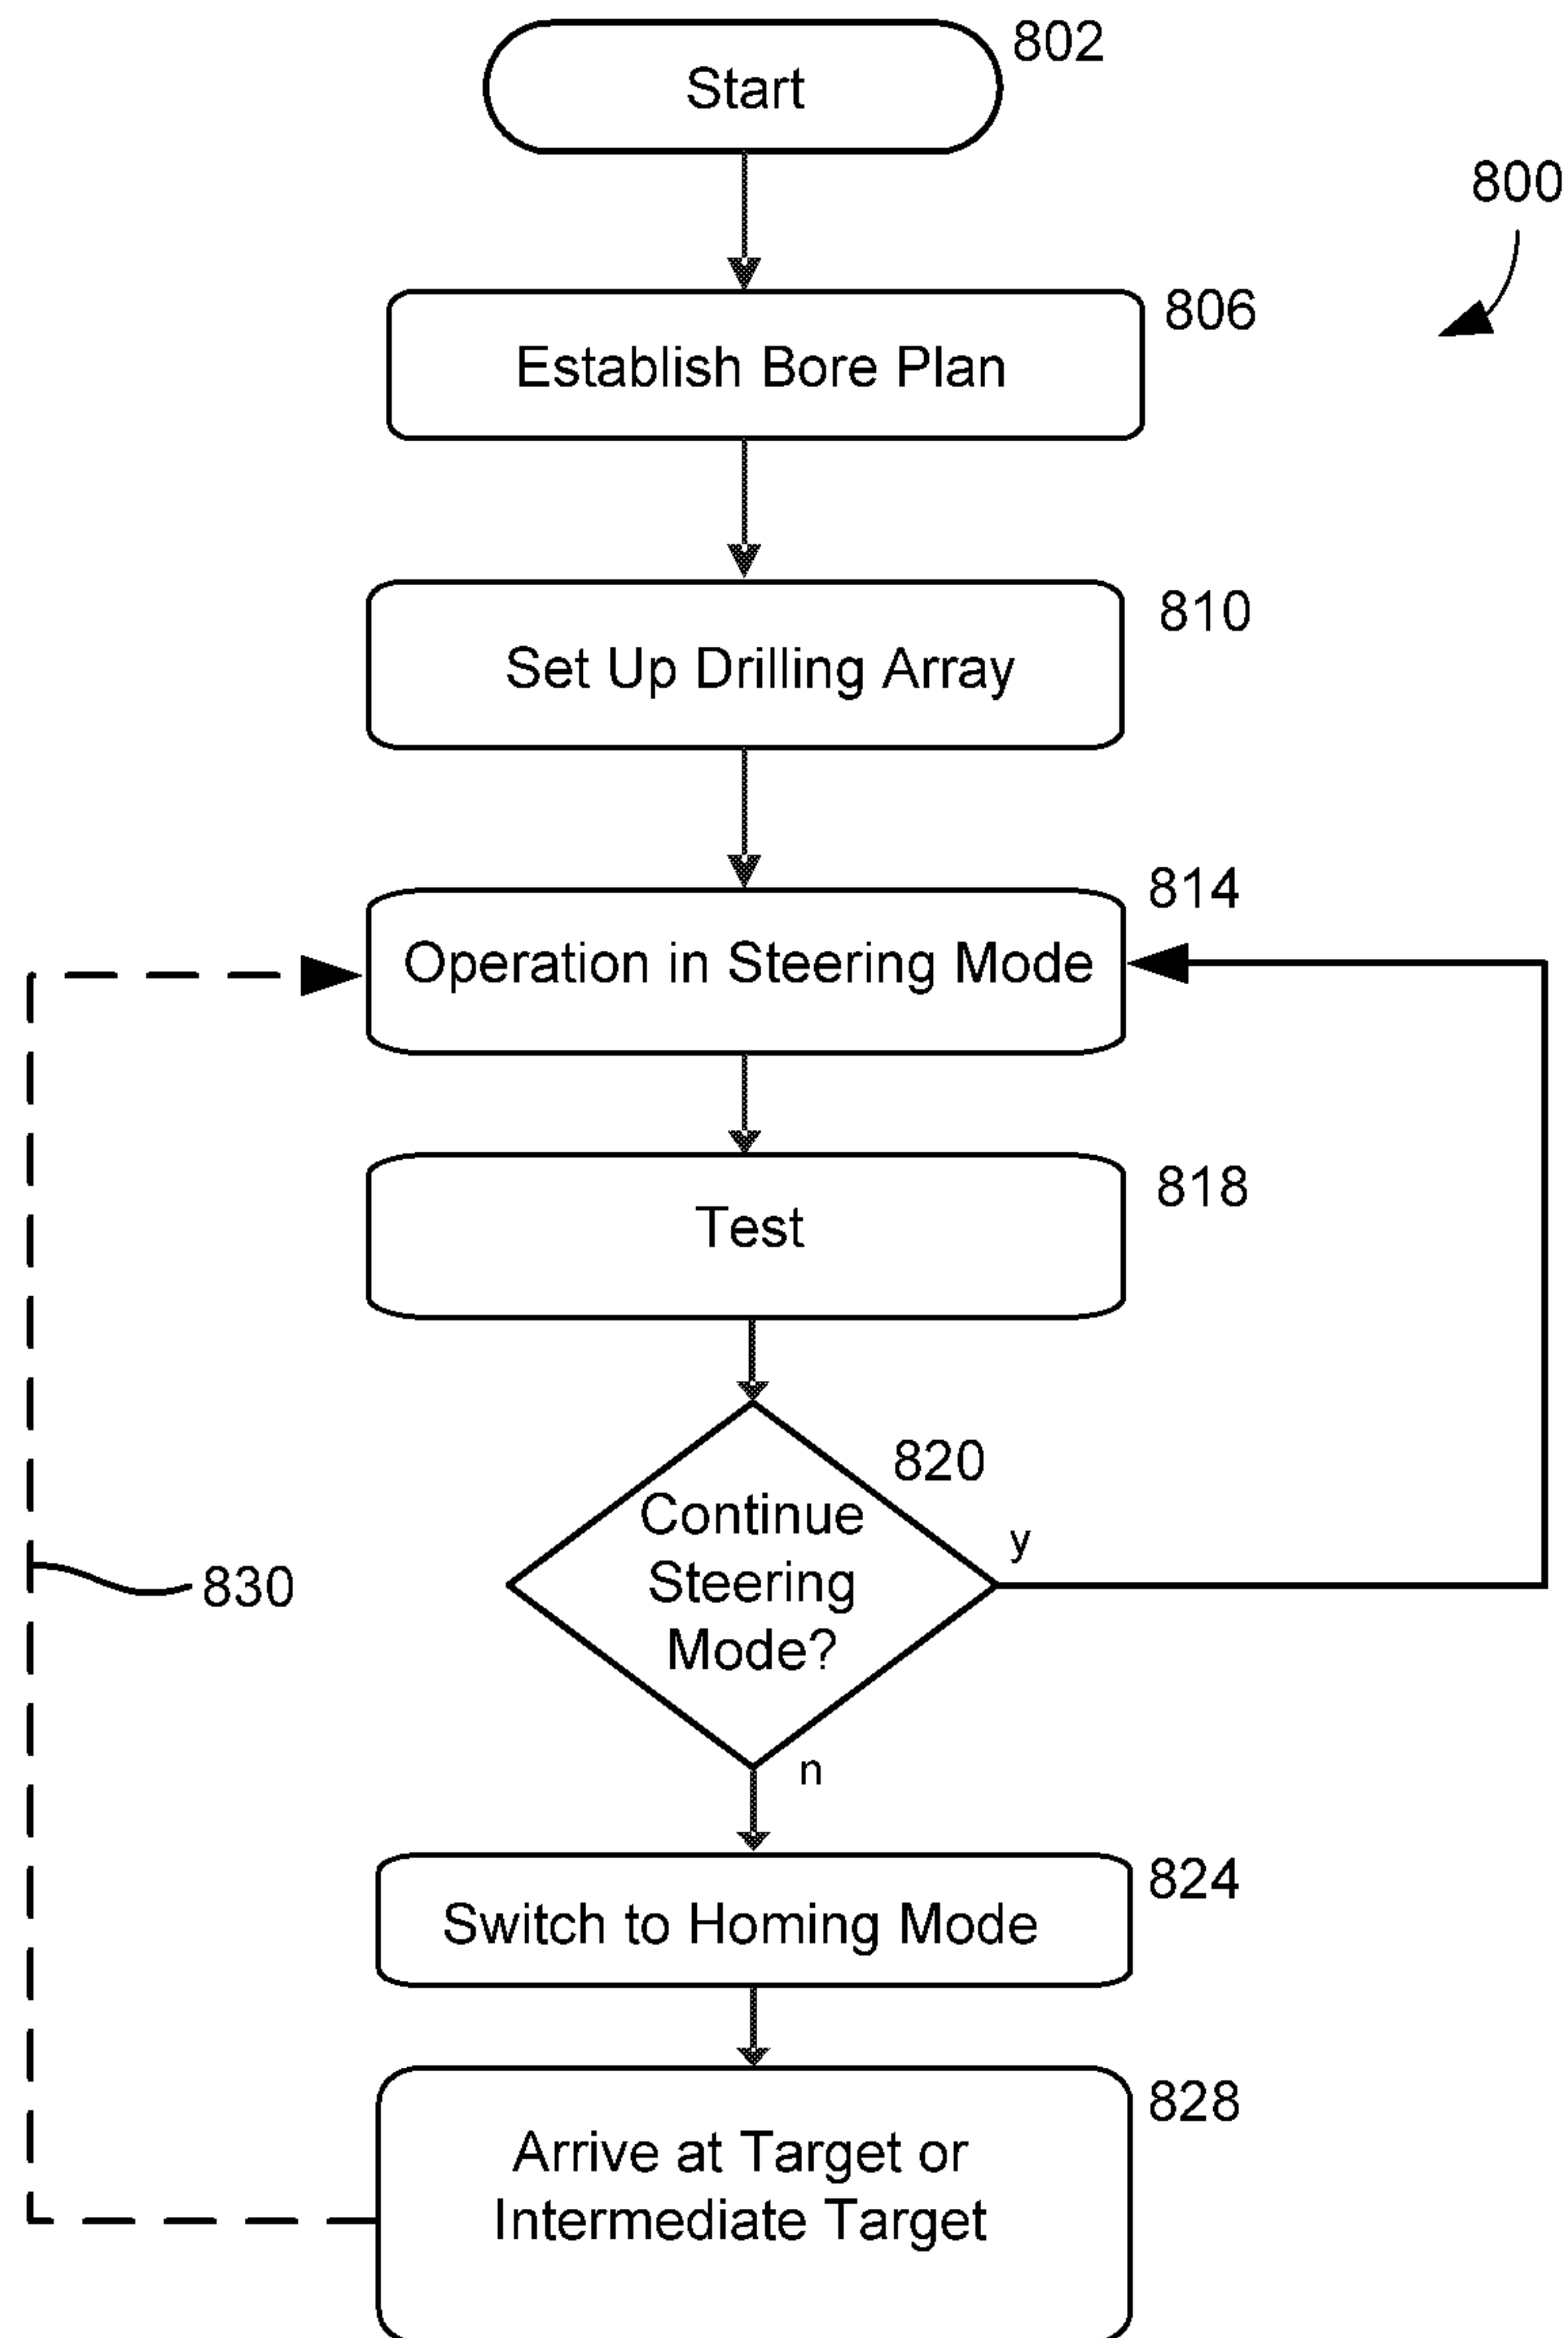 802
Start
800
806
Establish Bore Plan
810
Set Up Drilling Array
814
Operation in Steering Mode
818
Test
820
Continue
Steering
Mode?
y
830
n
824
Switch to Homing Mode
828
Arrive at Target or
Intermediate Target